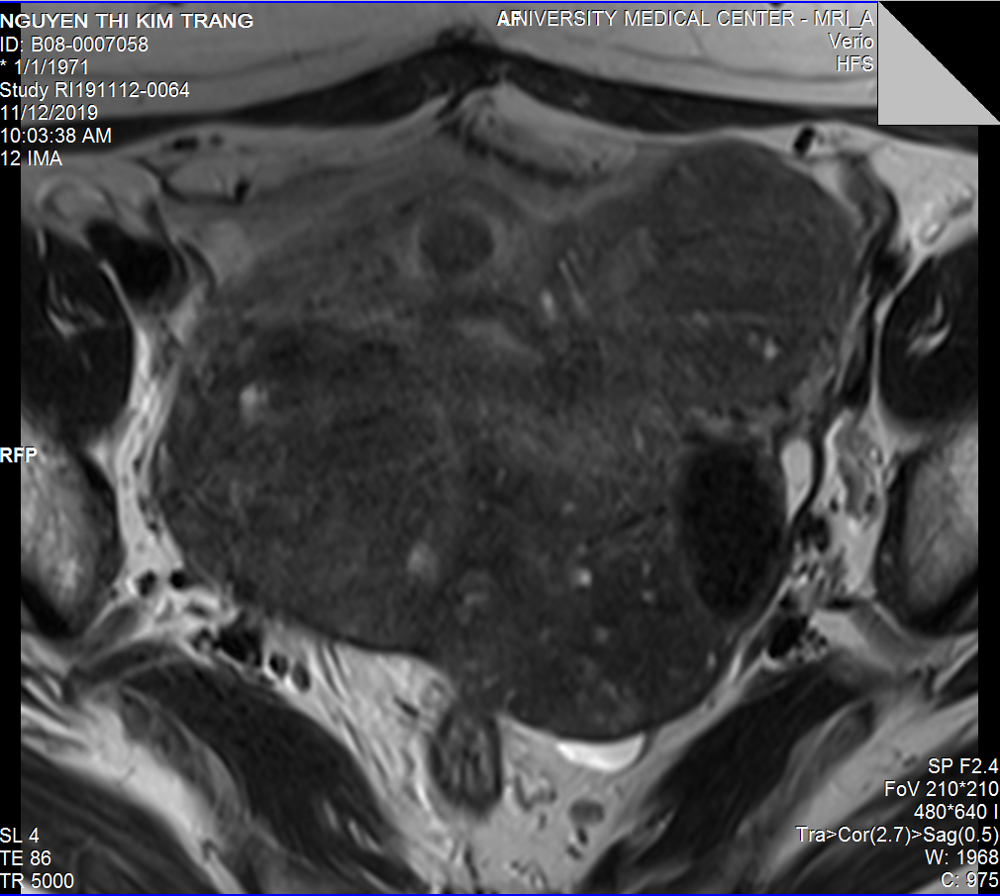 NGUYEN THI KIM TRANG
ID: B08-0007058
* 1/1/1971
Study RI191112-0064
11/12/2019
10:03:38 AM
12 IMA
UNIVERSITY MEDICAL CENTER - MRI_A
Verio
HFS
RFP
SL 4
TE 86
TR 5000
SP F2.4
FoV 210*210
480*640 I
Tra>Cor(2.7)>Sag(0.5)
W: 1968
C: 975